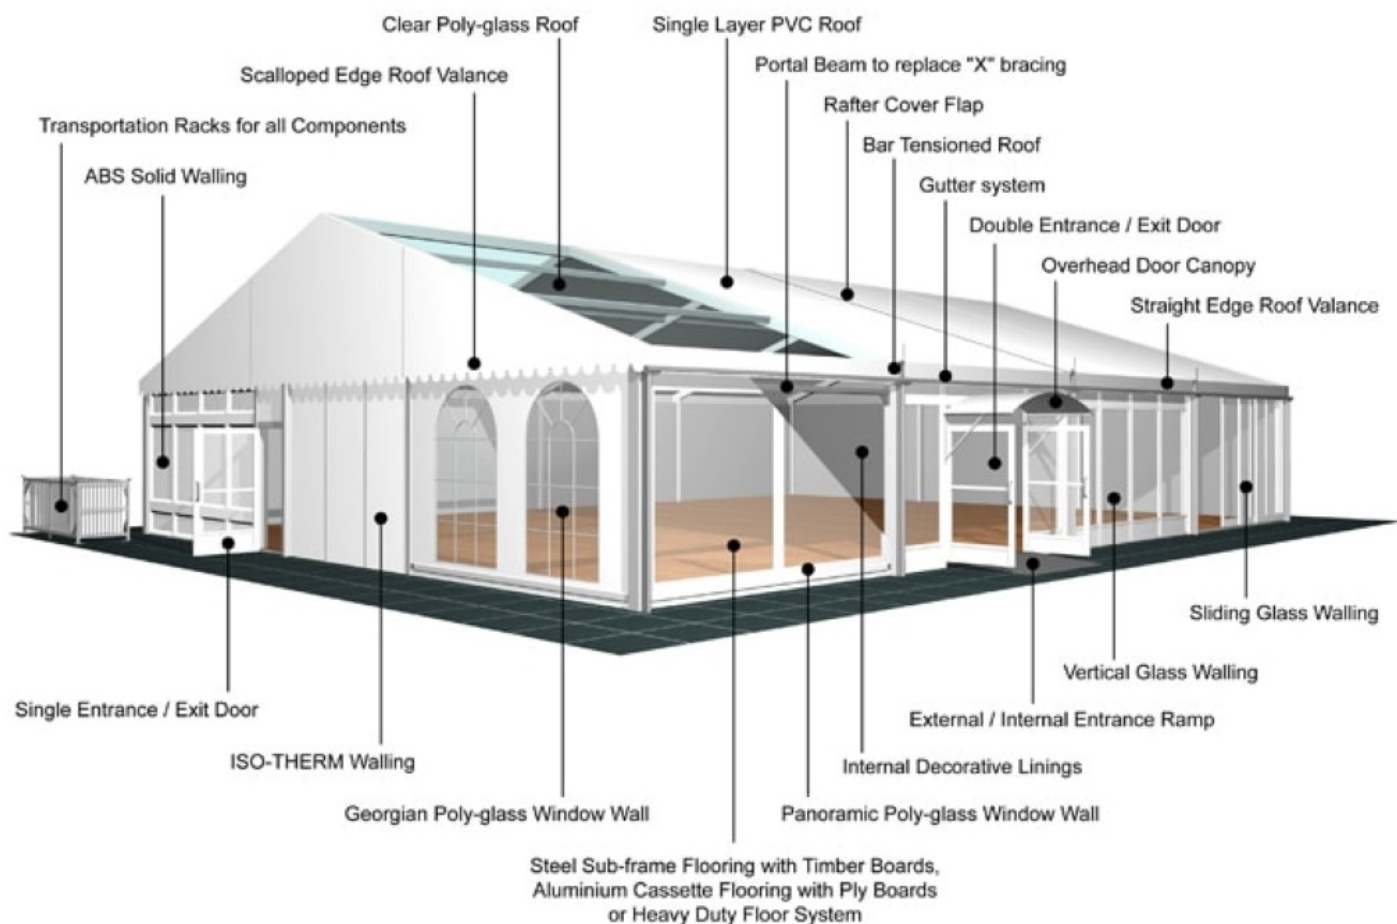 Clear Poly-glass Roof
Single Layer PVC Roof
Scalloped Edge Roof Valance
Portal Beam to replace "X" bracing
Rafter Cover Flap
Transportation Racks for all Components
Bar Tensioned Roof
ABS Solid Walling
Gutter system
Double Entrance / Exit Door
Overhead Door Canopy
Straight Edge Roof Valance
Sliding Glass Walling
Vertical Glass Walling
Single Entrance / Exit Door
External / Internal Entrance Ramp
ISO-THERM Walling
Internal Decorative Linings
Georgian Poly-glass Window Wall
Panoramic Poly-glass Window Wall
Steel Sub-frame Flooring with Timber Boards,
Aluminium Cassette Flooring with Ply Boards
or Heavy Duty Floor System